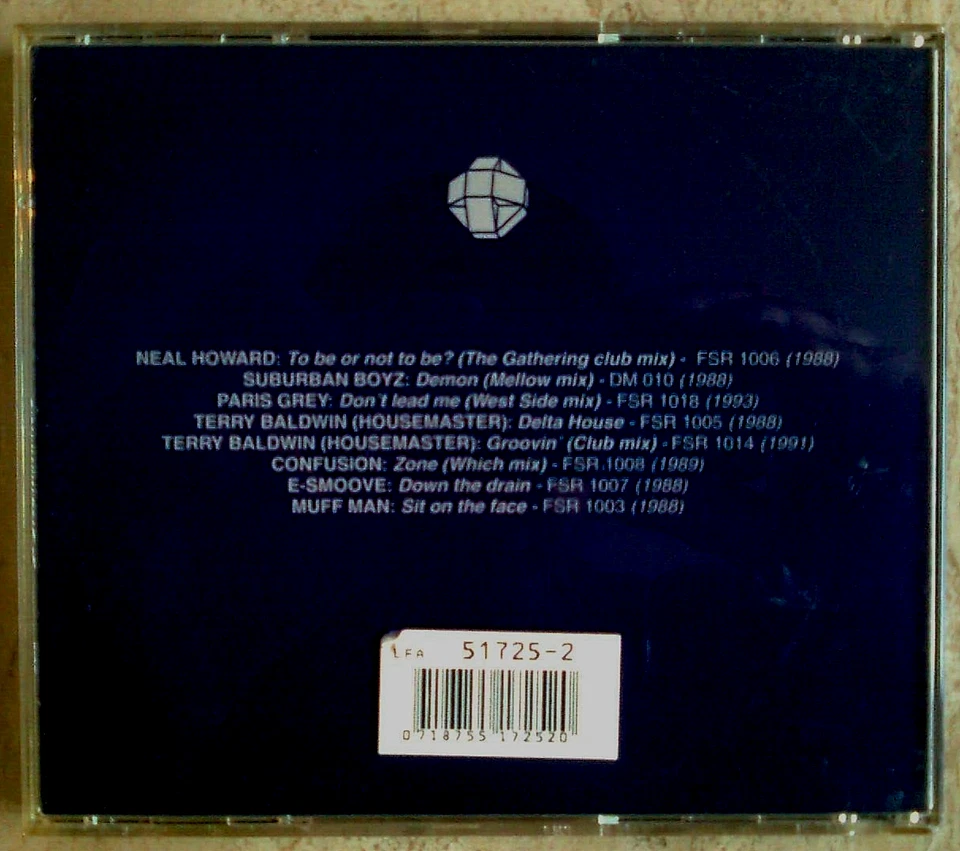 NEAL HOWARD: To be or not to be? (The Gathering club mix) - FSR 1006 (1988)
SUBURBAN BOYZ: Demon (Mellow mix) - DM 010 (1988)
PARIS GREY: Don't lead me (West Side mix) - FSR 1018 (1993)
TERRY BALDWIN (HOUSEMASTER): Delta House - FSR 1005 (1988)
TERRY BALDWIN (HOUSEMASTER): Groovin' (Club mix) - FSR 1014 (1991)
CONFUSION: Zone (Which mix) - FSR 1008 (1989)
E-SMOOVE: Down the drain - FSR 1007 (1988)
MUFF MAN: Sit on the face - FSR 1003 (1988)
51725-2
0 718755 172520